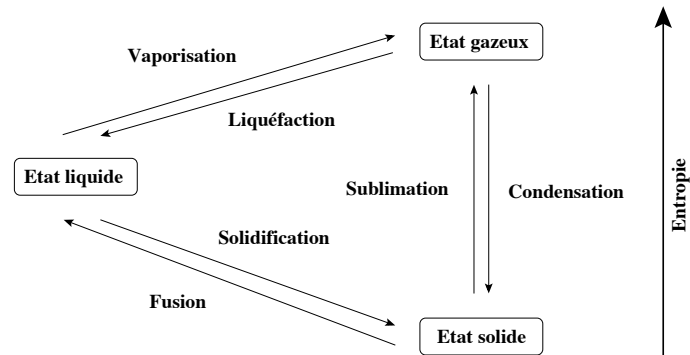 Etat gazeux
Vaporisation
Liquéfaction
Etat liquide
Sublimation
Condensation
Entropie
Solidification
Fusion
Etat solide